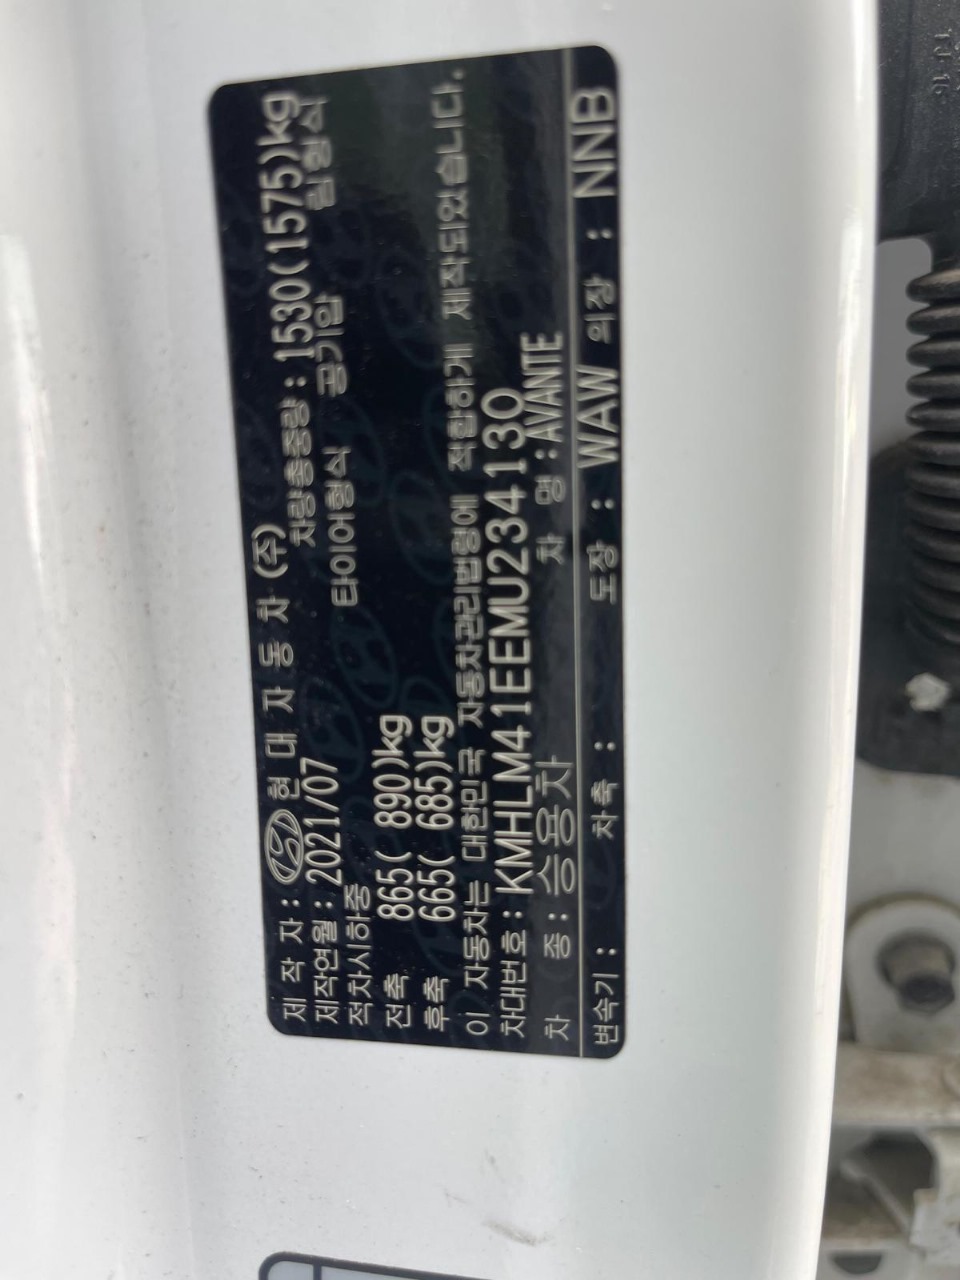 제 작 자 : 현 대 자 동 차 (주)
제작연월 : 2021/07 차량총중량 : 1530(1575)kg
적차시하중 타이어형식 공기압 림형식
전축 865( 890)kg
후축 665( 685)kg
이 자동차는 대한민국 자동차관리법령에 적합하게 제작되었습니다.
차대번호 : KMHLM41EEMU234130
차 종 : 승용차 차 명 : AVANTE
변속기 : 차축 : 도장 : WAW 의장 : NNB